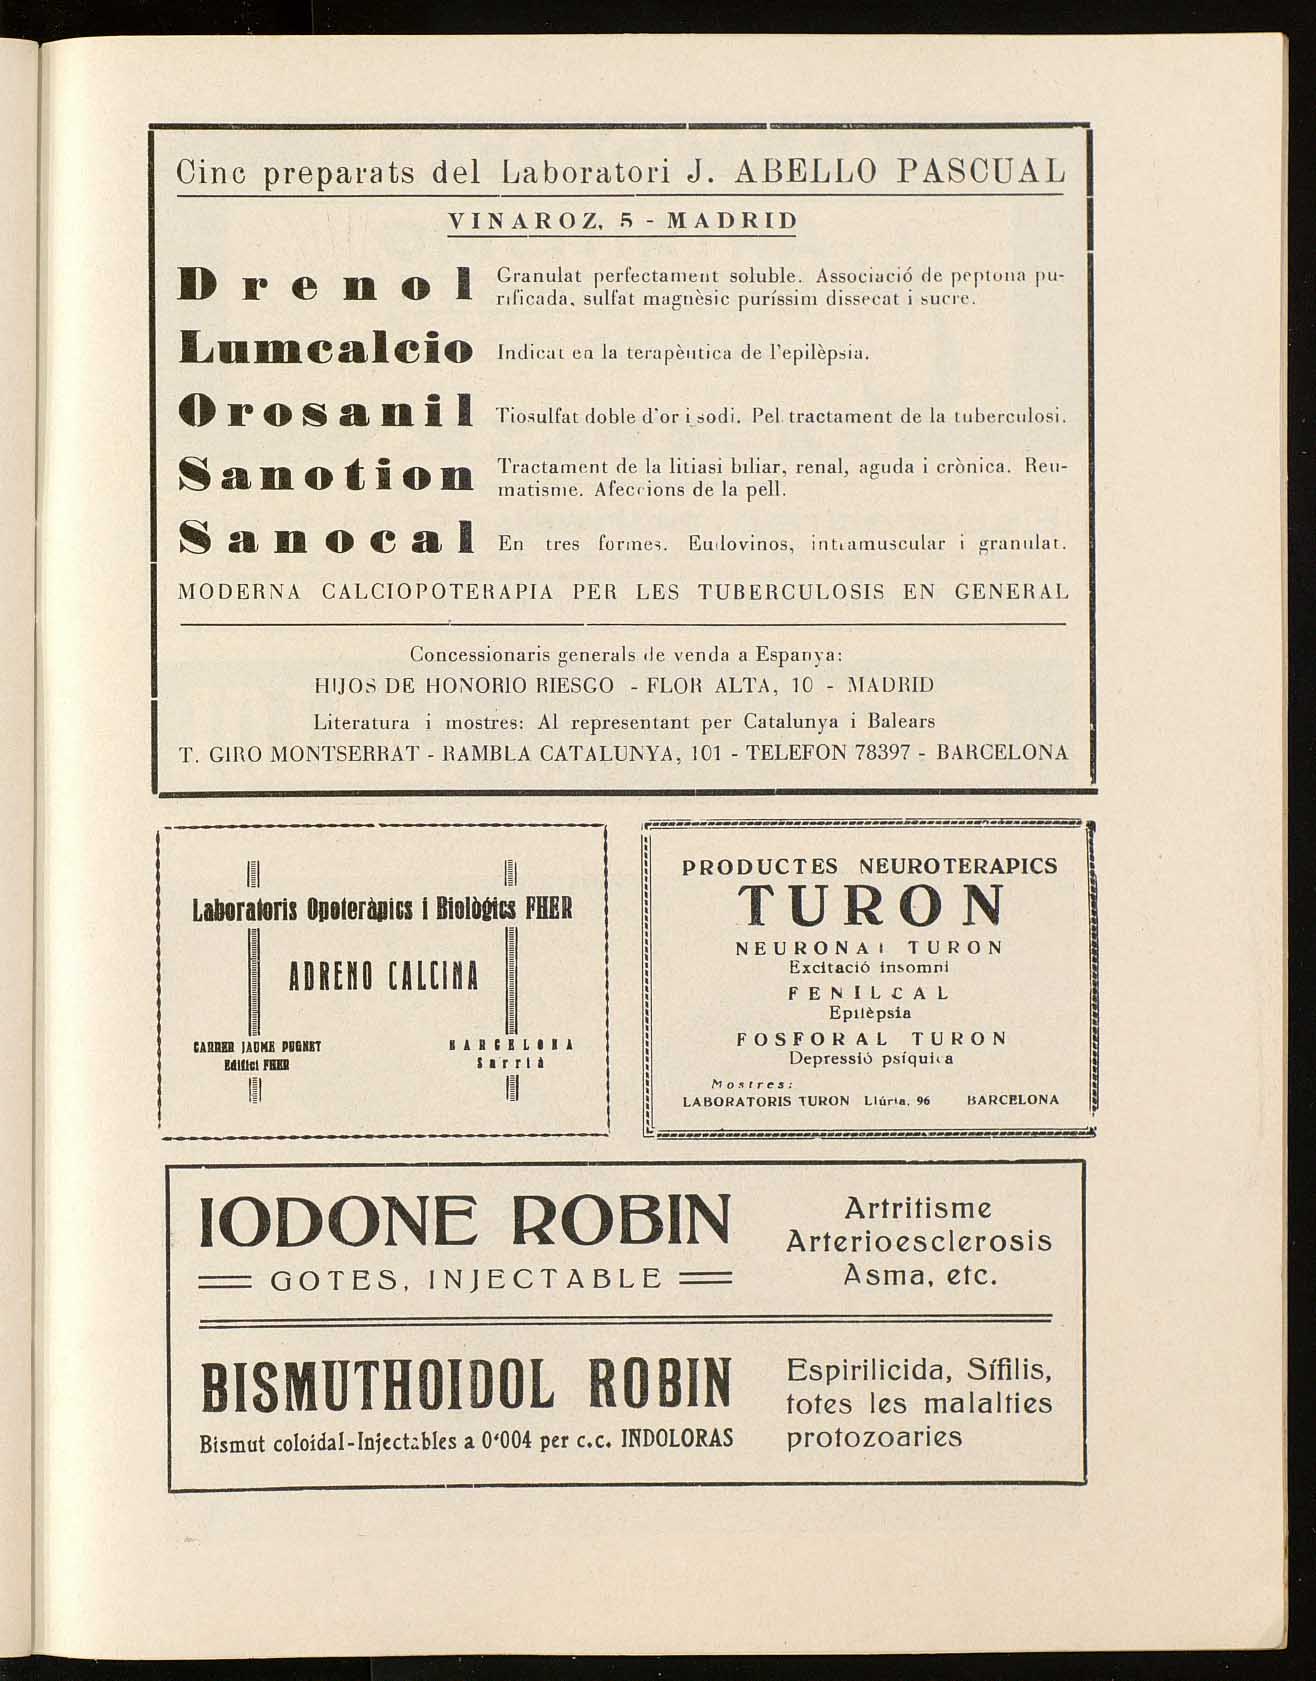 Cinc preparats del Laboratori J. ABELLO PASCUAL
VINAROZ, 5 - MADRID
Drenol
Granulat perfectament soluble. Associació de peptona pu-
rificada, sulfat magnèsic puríssim dissecat i sucre.
Lumcalcio
Indicat en la terapèutica de l'epilèpsia.
Orosanil
Tiosulfat doble d'or i sodi. Pel tractament de la tuberculosi.
Sanotion
Tractament de la litiasi biliar, renal, aguda i crònica. Reu-
matisme. Afeccions de la pell.
Sanocal
En tres formes. Eudovinos, intramuscular i granulat.
MODERNA CALCIOPOTERAPIA PER LES TUBERCULOSIS EN GENERAL
Concessionaris generals de venda a Espanya:
HIJOS DE HONORIO RIESGO - FLOR ALTA, 10 - MADRID
Literatura i mostres: Al representant per Catalunya i Balears
T. GIRO MONTSERRAT - RAMBLA CATALUNYA, 101 - TELEFON 78397 - BARCELONA
Laboratoris Opoteràpics i Biològics FHER
ADRENO CALCINA
CARRER JAUME PUGNET
Edifici FHER
BARCELONA
Sarrià
PRODUCTES NEUROTERAPICS
TURON
NEURONAL TURON
Excitació insomni
FENILCAL
Epilèpsia
FOSFORAL TURON
Depressió psíquica
Mostres:
LABORATORIS TURON Llúria, 96 BARCELONA
IODONE ROBIN
GOTES, INJECTABLE
Artritisme
Arterioesclerosis
Asma, etc.
BISMUTHOIDOL ROBIN
Bismut coloidal-Injectables a 0'004 per c.c. INDOLORAS
Espirilicida, Sífilis,
totes les malalties
protozoaries